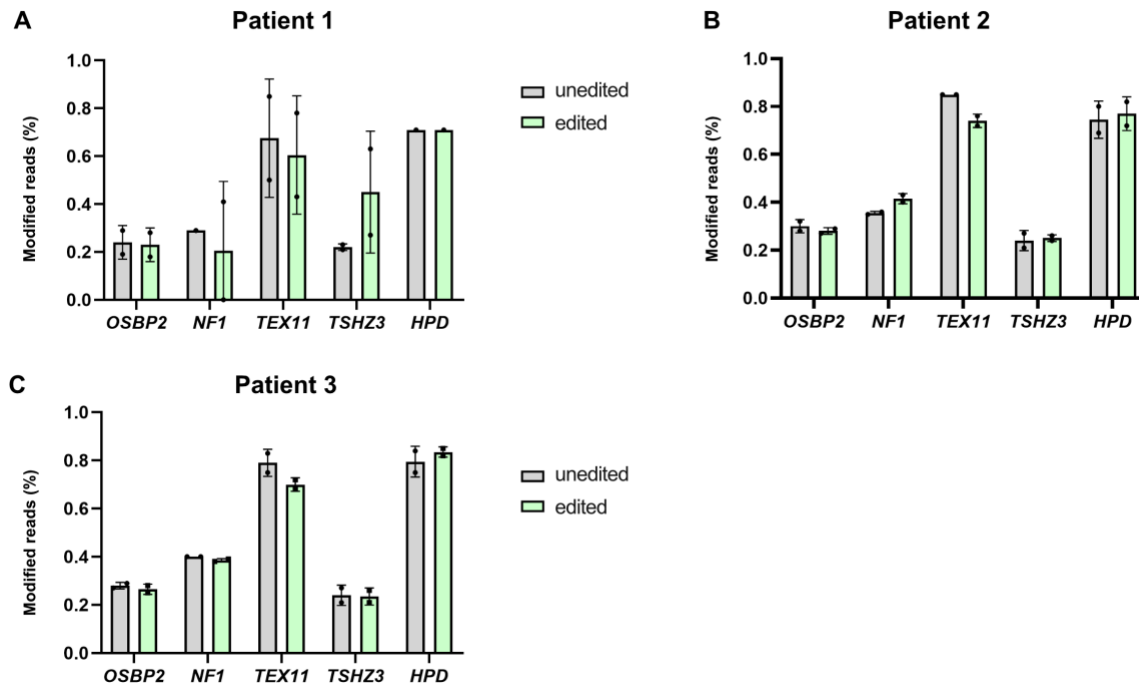 A
Patient 1
Modified reads (%)
1.0
0.8
0.6
0.4
0.2
0.0
OSBP2 NF1 TEX11 TSHZ3 HPD
unedited
edited
B
Patient 2
Modified reads (%)
1.0
0.8
0.6
0.4
0.2
0.0
OSBP2 NF1 TEX11 TSHZ3 HPD
C
Patient 3
Modified reads (%)
1.0
0.8
0.6
0.4
0.2
0.0
OSBP2 NF1 TEX11 TSHZ3 HPD
unedited
edited